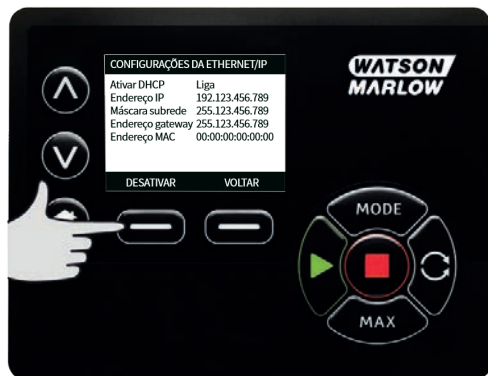 CONFIGURAÇÕES DA ETHERNET/IP
Ativar DHCP Liga
Endereço IP 192.123.456.789
Máscara subrede 255.123.456.789
Endereço gateway 255.123.456.789
Endereço MAC 00:00:00:00:00:00
DESATIVAR VOLTAR
WATSON
MARLOW
MODE
MAX